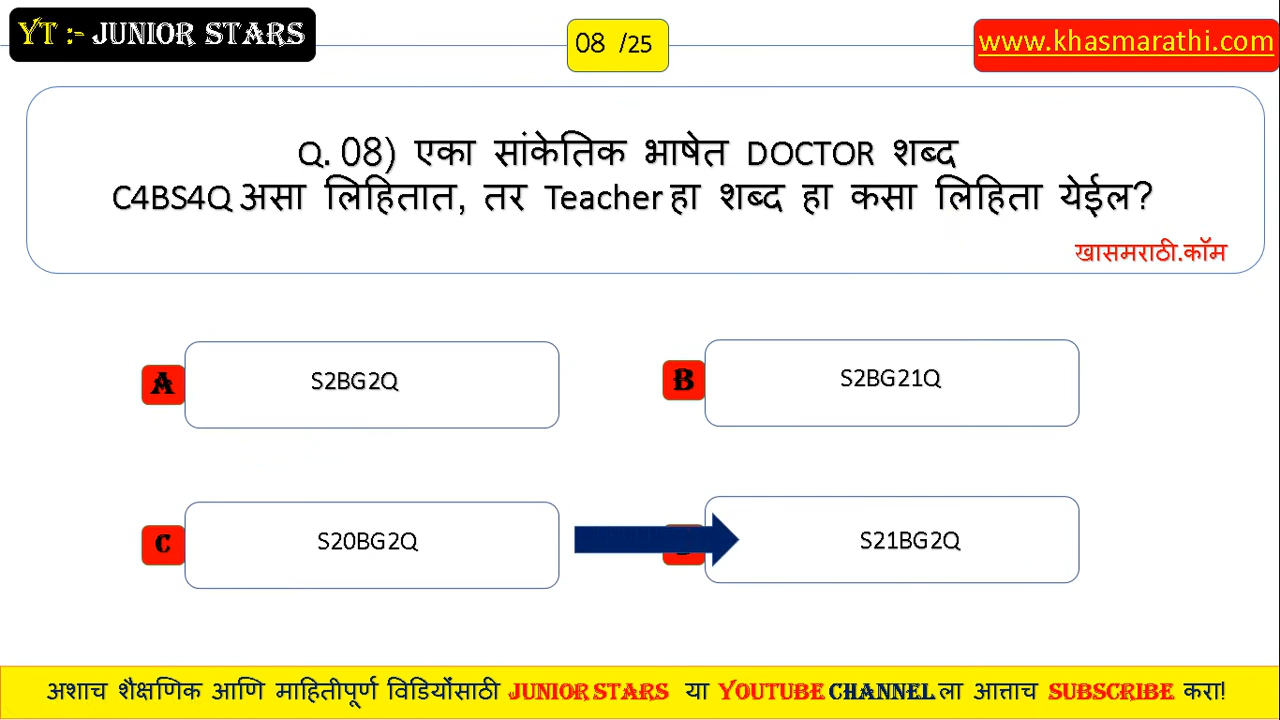 YT :- JUNIOR STARS
08 /25
www.khasmarathi.com
Q. 08) एका सांकेतिक भाषेत DOCTOR शब्द
C4BS4Q असा लिहितात, तर Teacher हा शब्द हा कसा लिहिता येईल?
खासमराठी.कॉम
A S2BG2Q
B S2BG21Q
C S20BG2Q
S21BG2Q
अशाच शैक्षणिक आणि माहितीपूर्ण विडियोंसाठी JUNIOR STARS या YOUTUBE CHANNEL ला आत्ताच SUBSCRIBE करा!